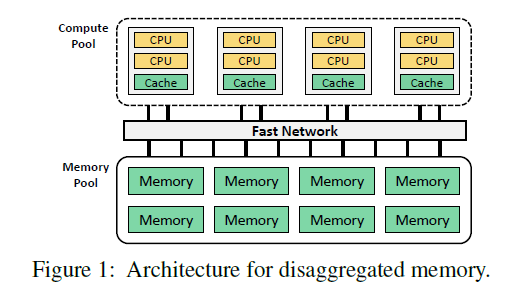 Compute
Pool
CPU CPU CPU CPU
CPU CPU CPU CPU
Cache Cache Cache Cache
Fast Network
Memory
Pool
Memory Memory Memory Memory
Memory Memory Memory Memory
Figure 1: Architecture for disaggregated memory.